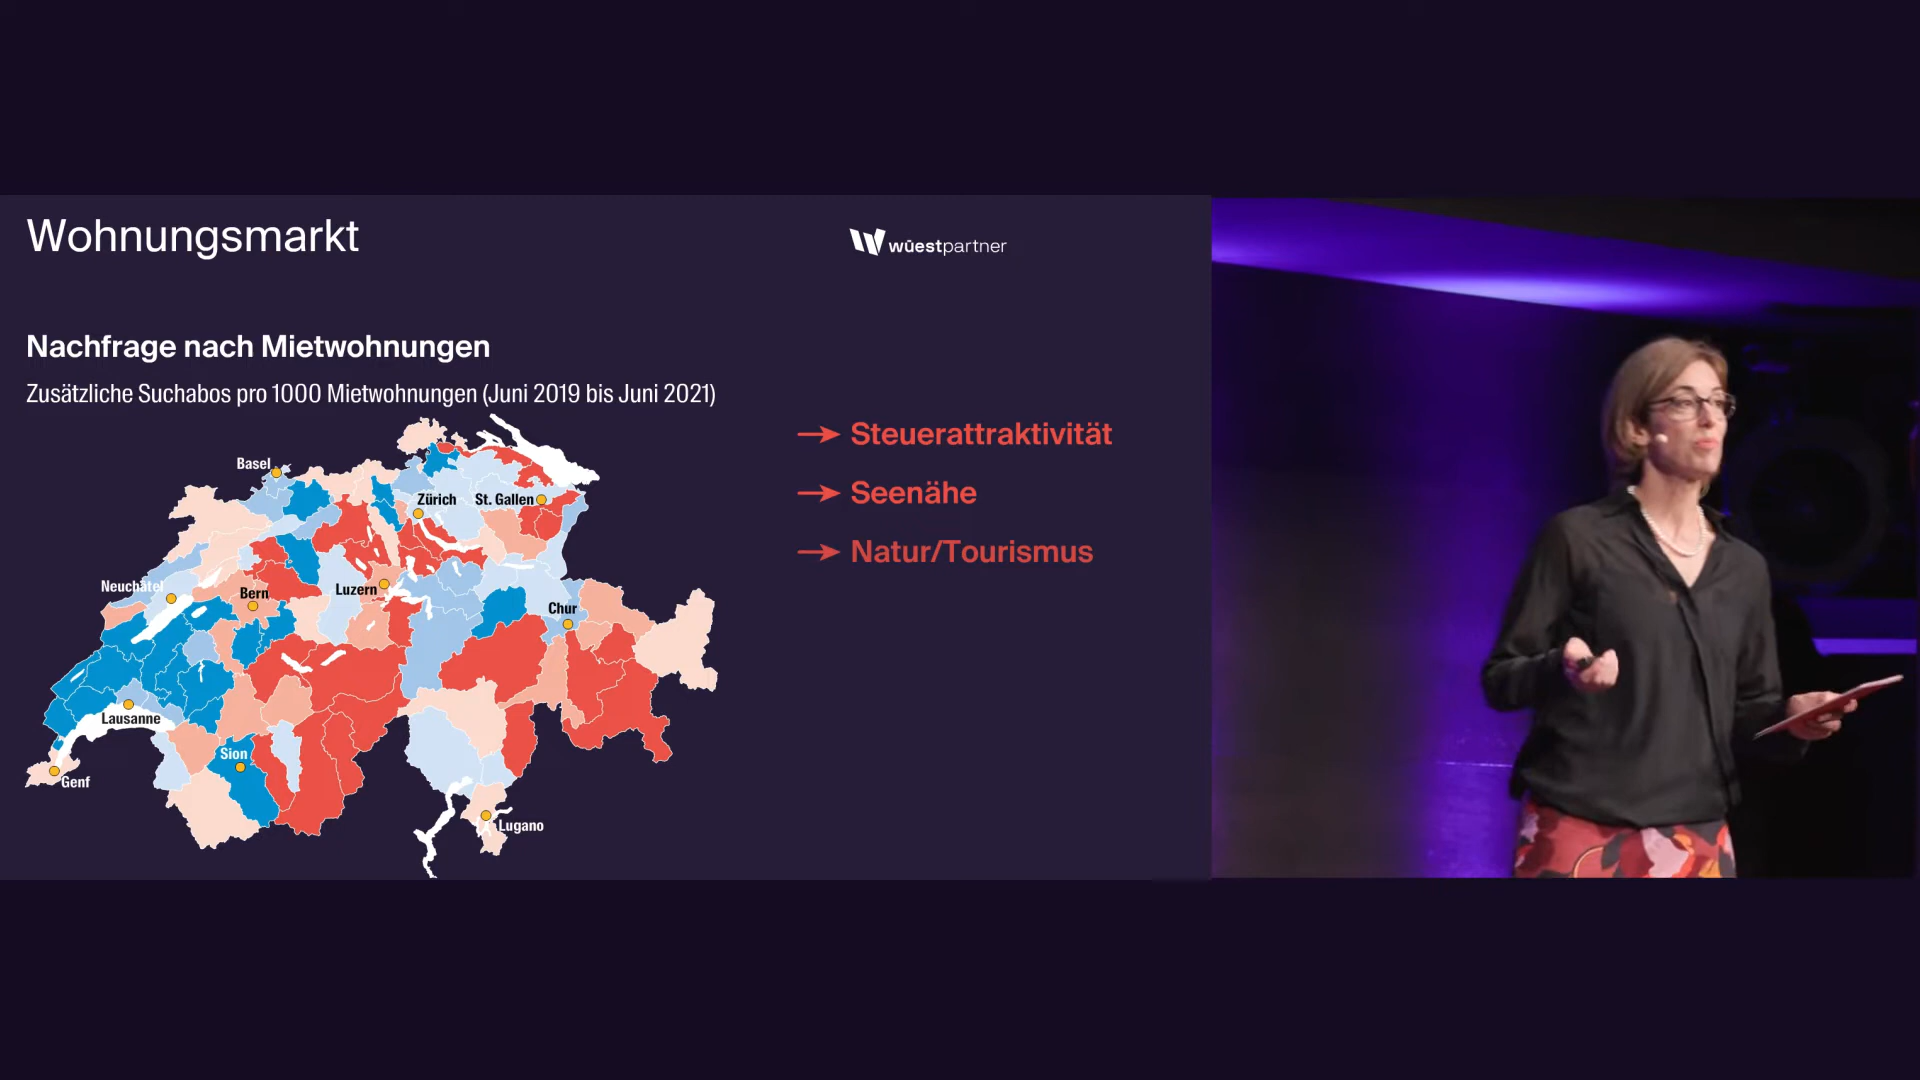 Wohnungsmarkt
wüestpartner
Nachfrage nach Mietwohnungen
Zusätzliche Suchabos pro 1000 Mietwohnungen (Juni 2019 bis Juni 2021)
→ Steuerattraktivität
→ Seenähe
→ Natur/Tourismus
Basel
Zürich
St. Gallen
Neuchâtel
Bern
Luzern
Chur
Lausanne
Sion
Genf
Lugano